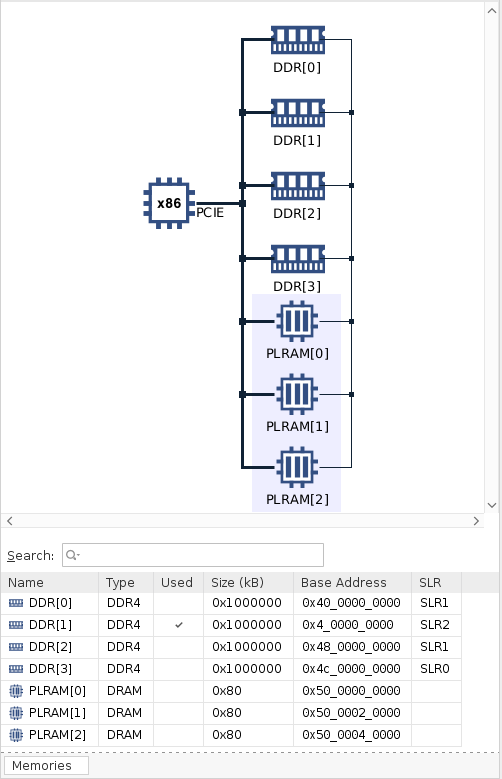 DDR[0]
DDR[1]
x86
PCIE
DDR[2]
DDR[3]
PLRAM[0]
PLRAM[1]
PLRAM[2]
Search:
Name Type Used Size (kB) Base Address SLR
DDR[0] DDR4 0x1000000 0x40_0000_0000 SLR1
DDR[1] DDR4 ✓ 0x1000000 0x4_0000_0000 SLR2
DDR[2] DDR4 0x1000000 0x48_0000_0000 SLR1
DDR[3] DDR4 0x1000000 0x4c_0000_0000 SLR0
PLRAM[0] DRAM 0x80 0x50_0000_0000
PLRAM[1] DRAM 0x80 0x50_0002_0000
PLRAM[2] DRAM 0x80 0x50_0004_0000
Memories